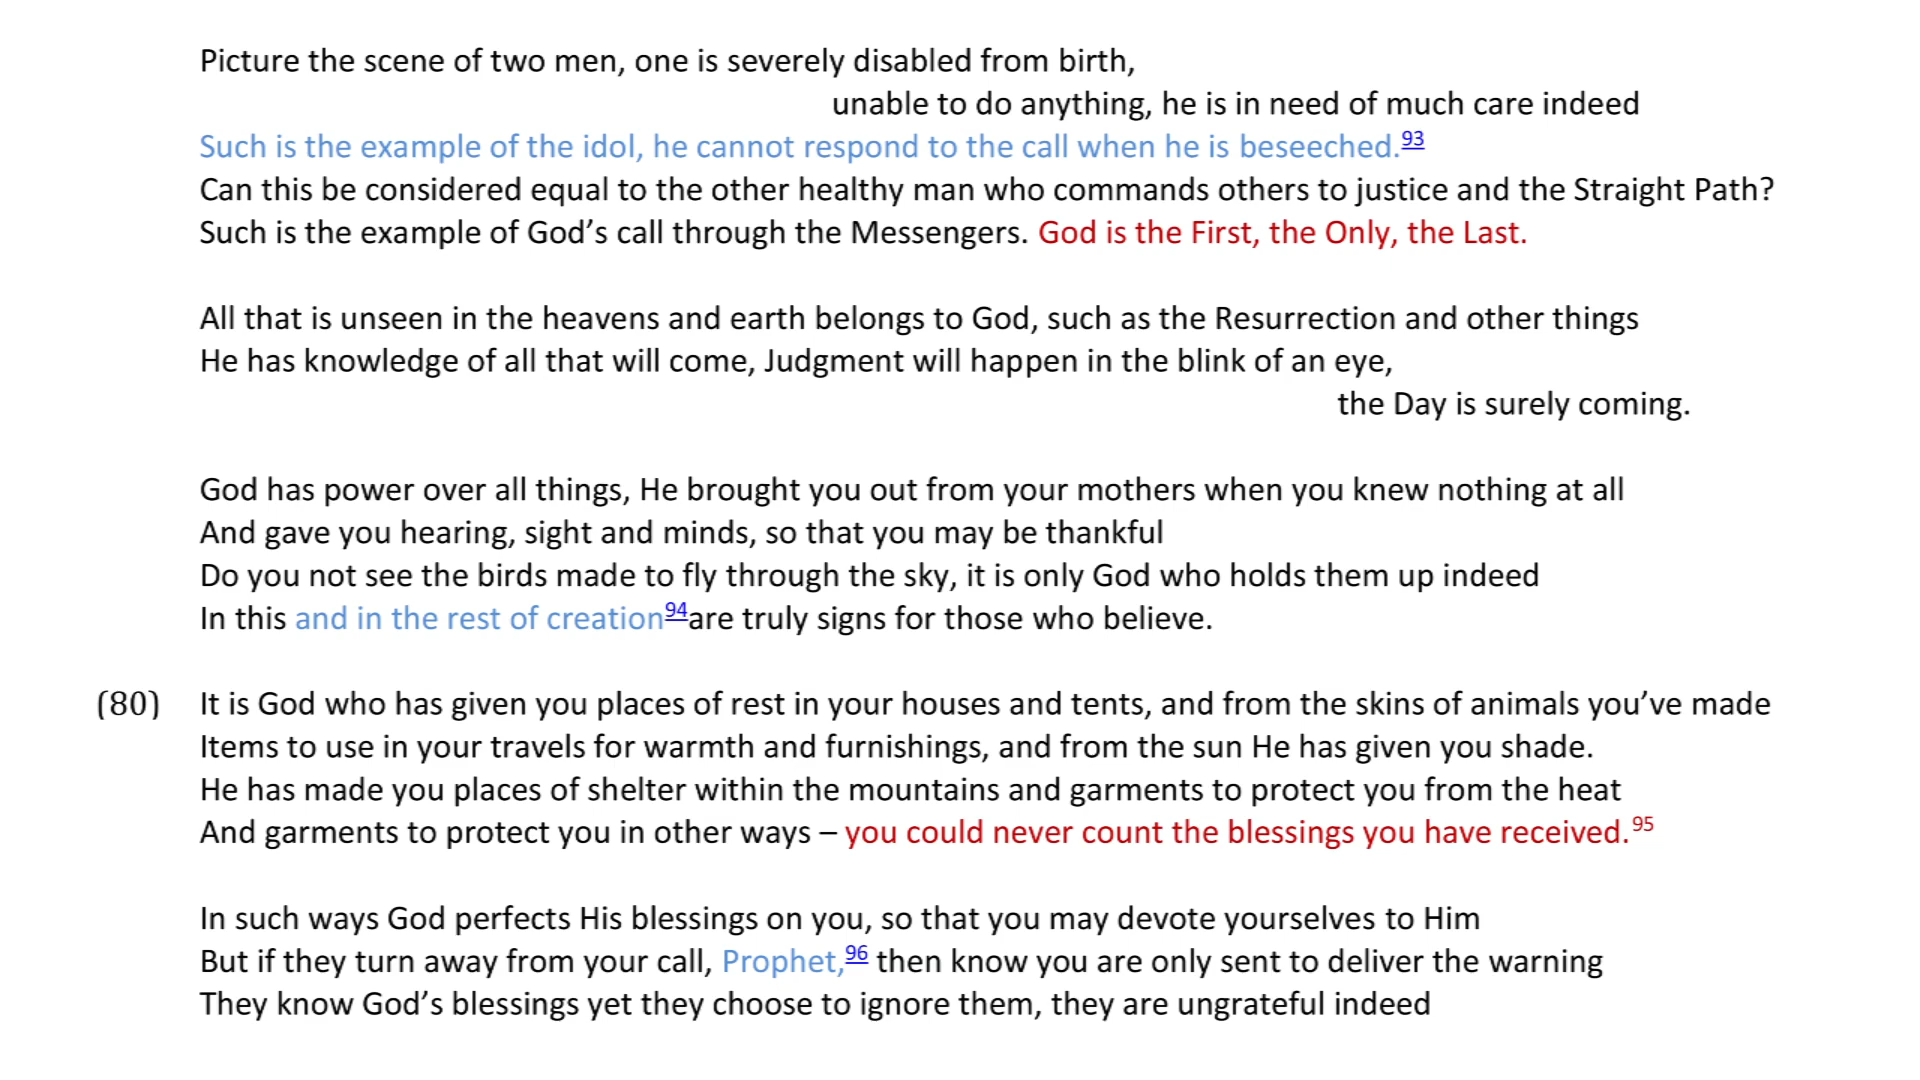 Picture the scene of two men, one is severely disabled from birth,
unable to do anything, he is in need of much care indeed
Such is the example of the idol, he cannot respond to the call when he is beseeched.93
Can this be considered equal to the other healthy man who commands others to justice and the Straight Path?
Such is the example of God’s call through the Messengers. God is the First, the Only, the Last.
All that is unseen in the heavens and earth belongs to God, such as the Resurrection and other things
He has knowledge of all that will come, Judgment will happen in the blink of an eye,
the Day is surely coming.
God has power over all things, He brought you out from your mothers when you knew nothing at all
And gave you hearing, sight and minds, so that you may be thankful
Do you not see the birds made to fly through the sky, it is only God who holds them up indeed
In this and in the rest of creation94are truly signs for those who believe.
(80) It is God who has given you places of rest in your houses and tents, and from the skins of animals you’ve made
Items to use in your travels for warmth and furnishings, and from the sun He has given you shade.
He has made you places of shelter within the mountains and garments to protect you from the heat
And garments to protect you in other ways – you could never count the blessings you have received.95
In such ways God perfects His blessings on you, so that you may devote yourselves to Him
But if they turn away from your call, Prophet,96 then know you are only sent to deliver the warning
They know God’s blessings yet they choose to ignore them, they are ungrateful indeed